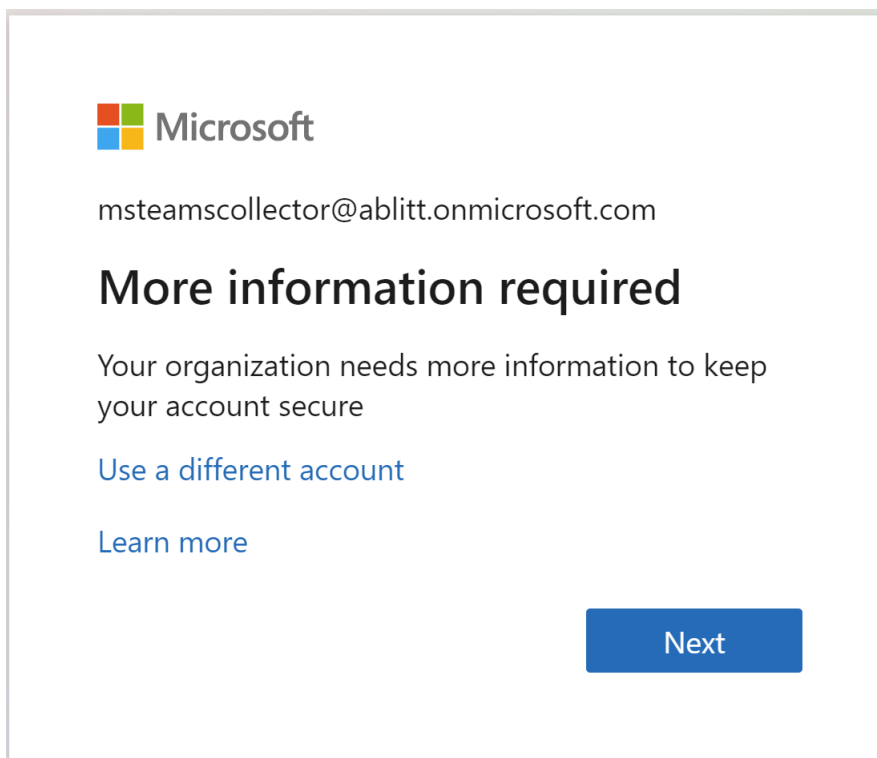 Microsoft
msteamscollector@ablitt.onmicrosoft.com
More information required
Your organization needs more information to keep
your account secure
Use a different account
Learn more
Next